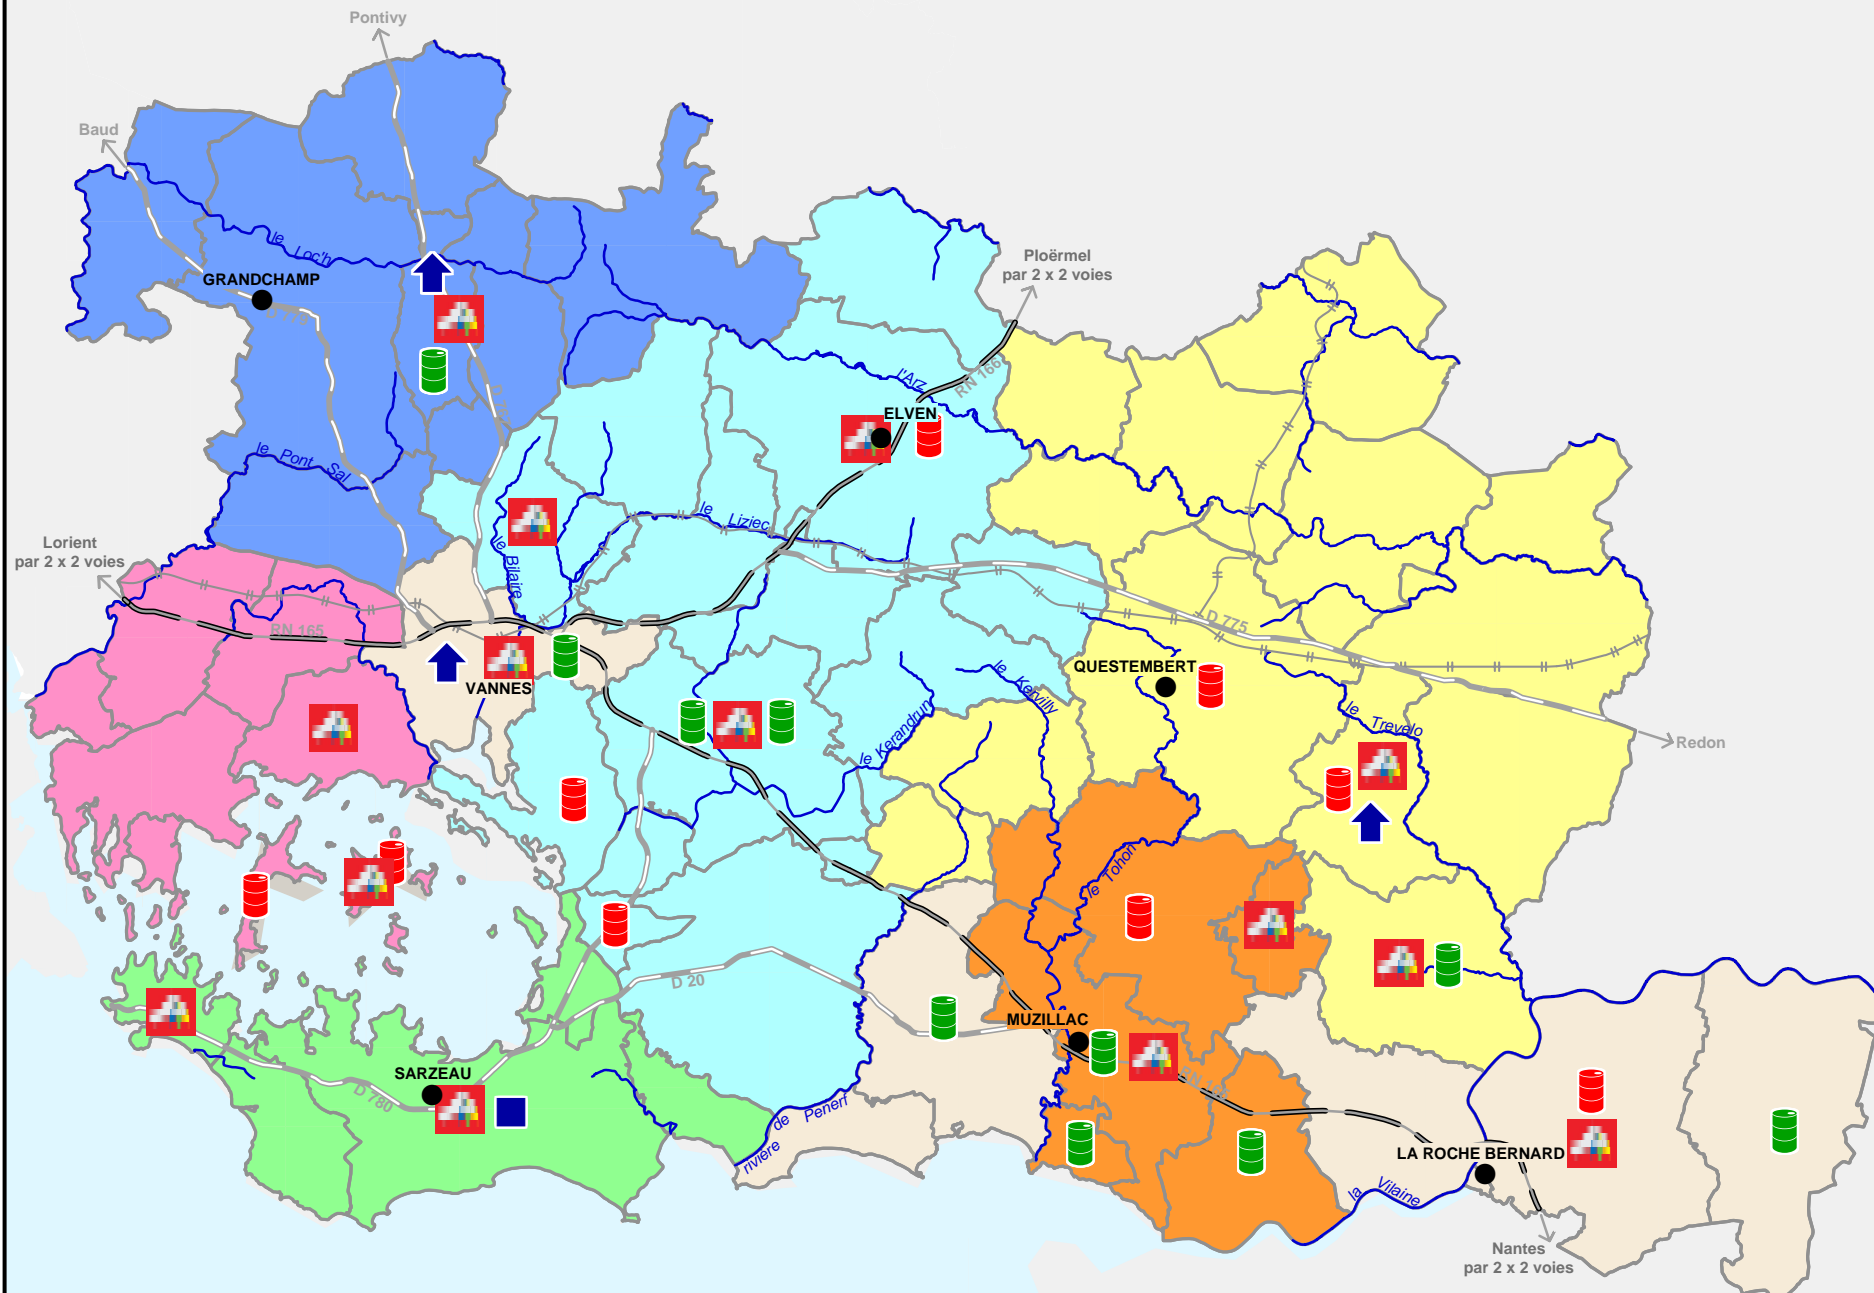 Pontivy
Baud
le Loc'h
GRANDCHAMP
D 779
Ploërmel
par 2 x 2 voies
l'Arz
RN 166
ELVEN
le Pont Sal
le Liziec
Lorient
par 2 x 2 voies
le Bilaire
RN 165
D 775
VANNES
QUESTEMBERT
le Kervilly
le Kerandrun
le Trevelo
Redon
le Tohon
D 20
MUZILLAC
SARZEAU
D 780
RN 165
rivière de Penerf
LA ROCHE BERNARD
la Vilaine
Nantes
par 2 x 2 voies